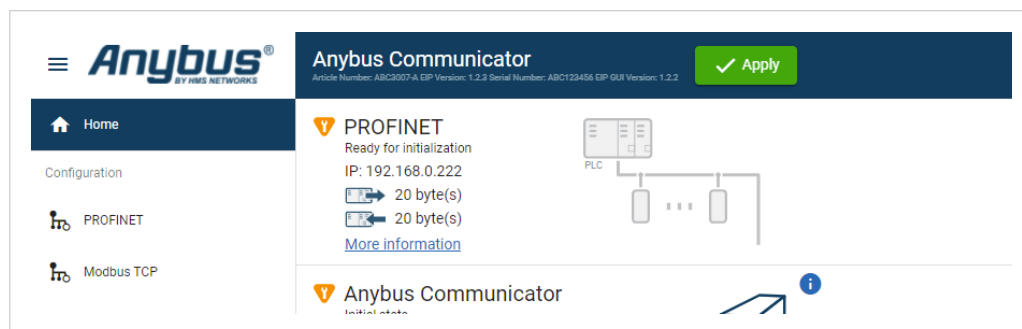 Anybus®
BY HMS NETWORKS
Anybus Communicator
Article Number: ABC3007-A EIP Version: 1.2.3 Serial Number: ABC123456 EIP GUI Version: 1.2.2
Apply
Home
Configuration
PROFINET
Modbus TCP
PROFINET
Ready for initialization
IP: 192.168.0.222
20 byte(s)
20 byte(s)
More information
PLC
Anybus Communicator
Initial state